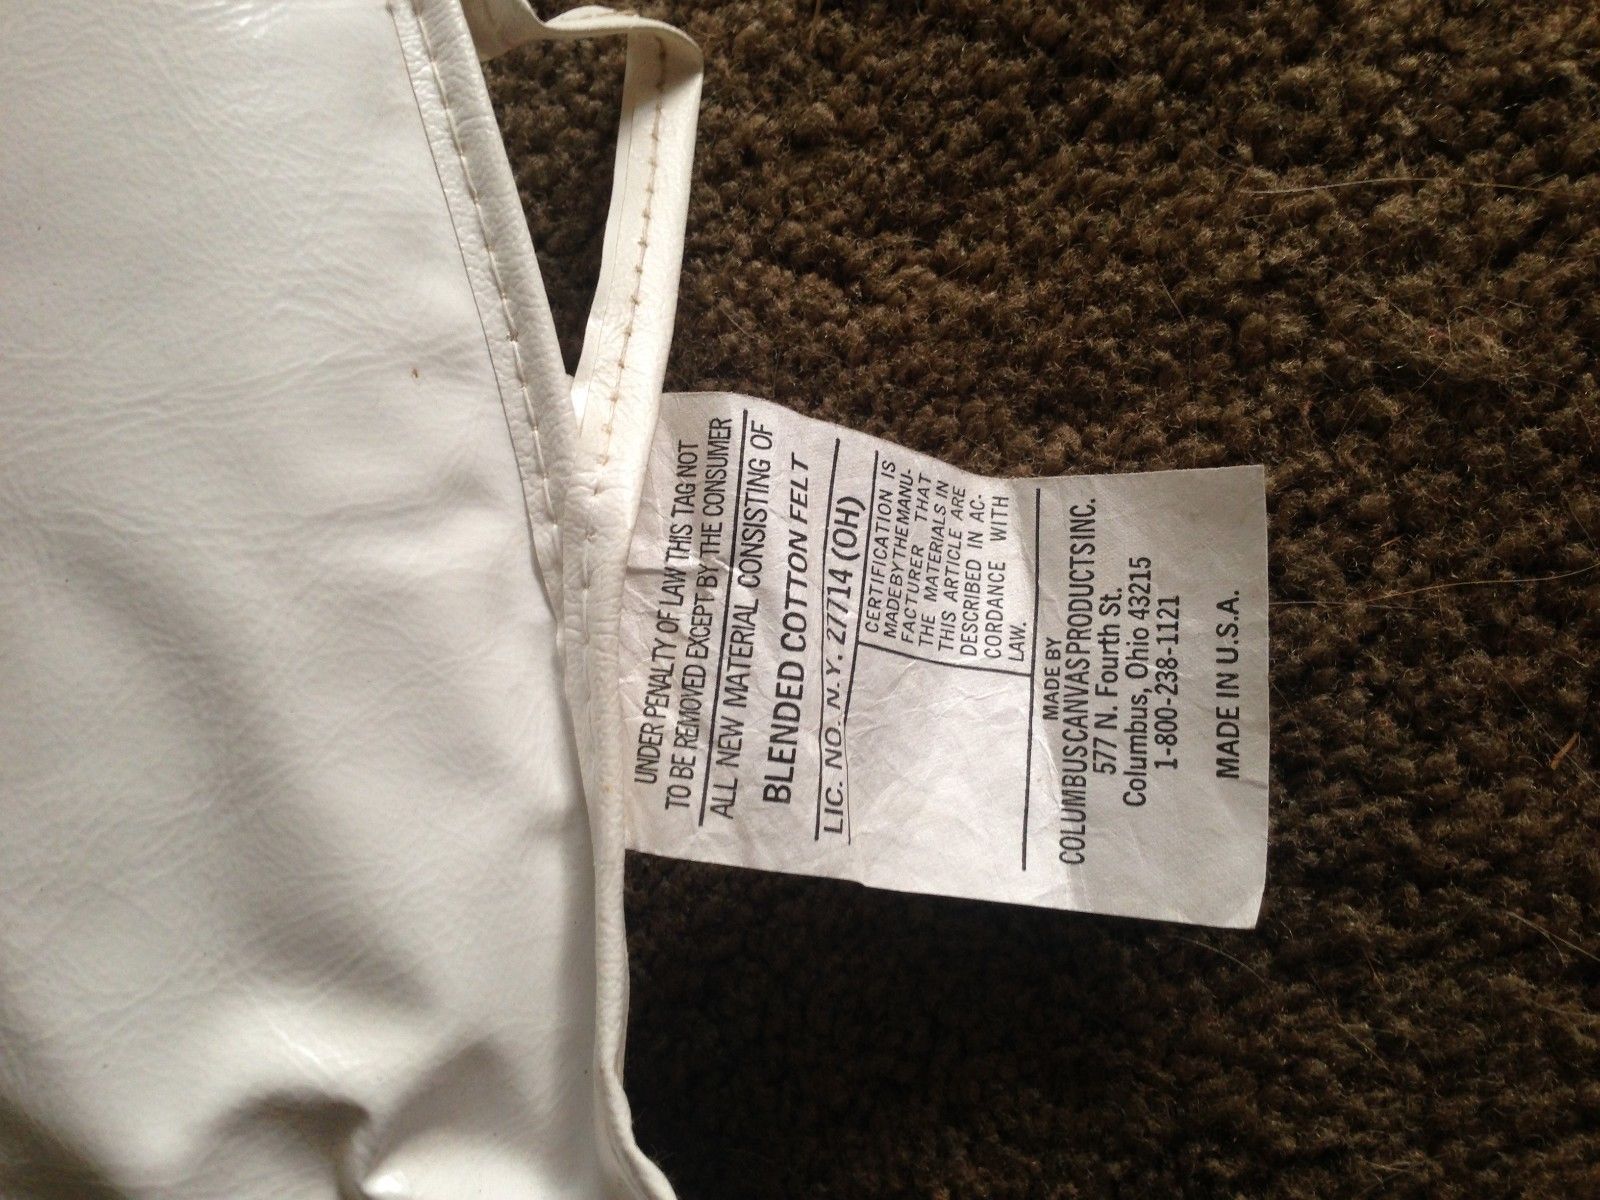 UNDER PENALTY OF LAW THIS TAG NOT
TO BE REMOVED EXCEPT BY THE CONSUMER
ALL NEW MATERIAL CONSISTING OF
BLENDED COTTON FELT
LIC. NO. N.Y. 27714 (OH)
CERTIFICATION IS
MADE BY THE MANU-
FACTURER THAT
THE MATERIALS IN
THIS ARTICLE ARE
DESCRIBED IN AC-
CORDANCE WITH
LAW.
MADE BY
COLUMBUS CANVAS PRODUCTS INC.
577 N. Fourth St.
Columbus, Ohio 43215
1-800-238-1121
MADE IN U.S.A.